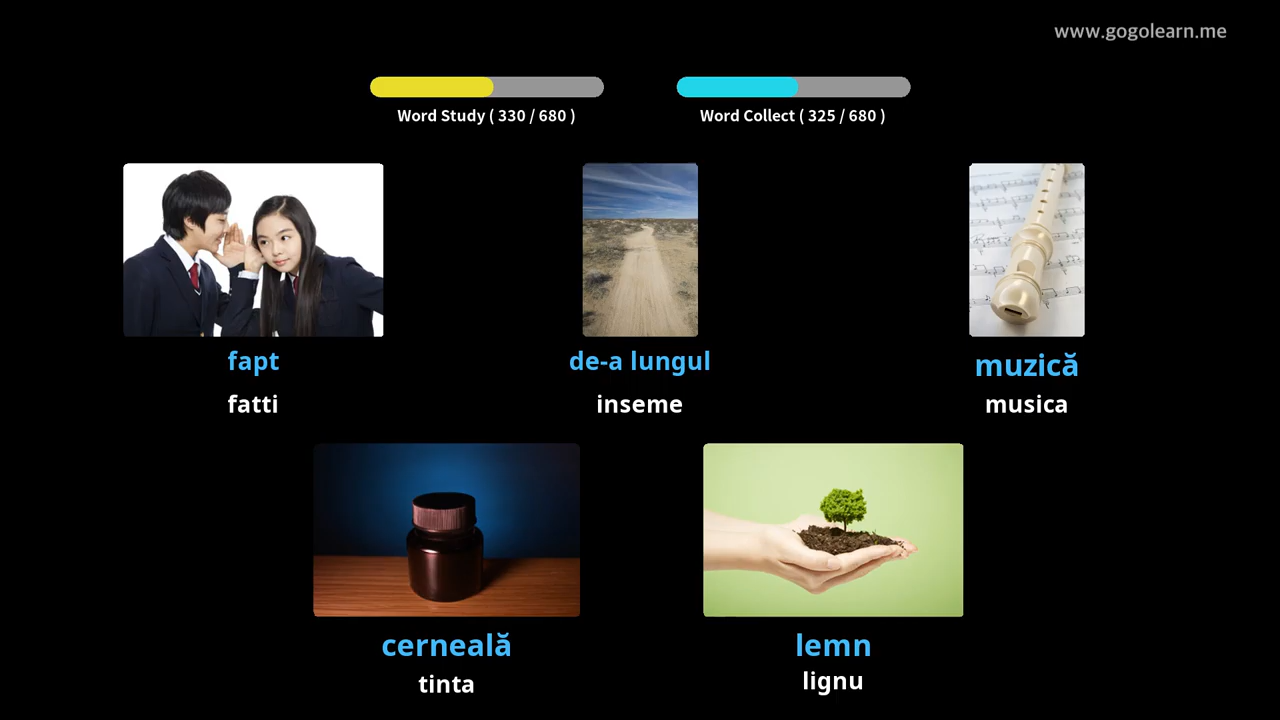 www.gogolearn.me
Word Study ( 330 / 680 )
Word Collect ( 325 / 680 )
fapt
fatti
de-a lungul
inseme
muzică
musica
cerneală
tinta
lemn
lignu